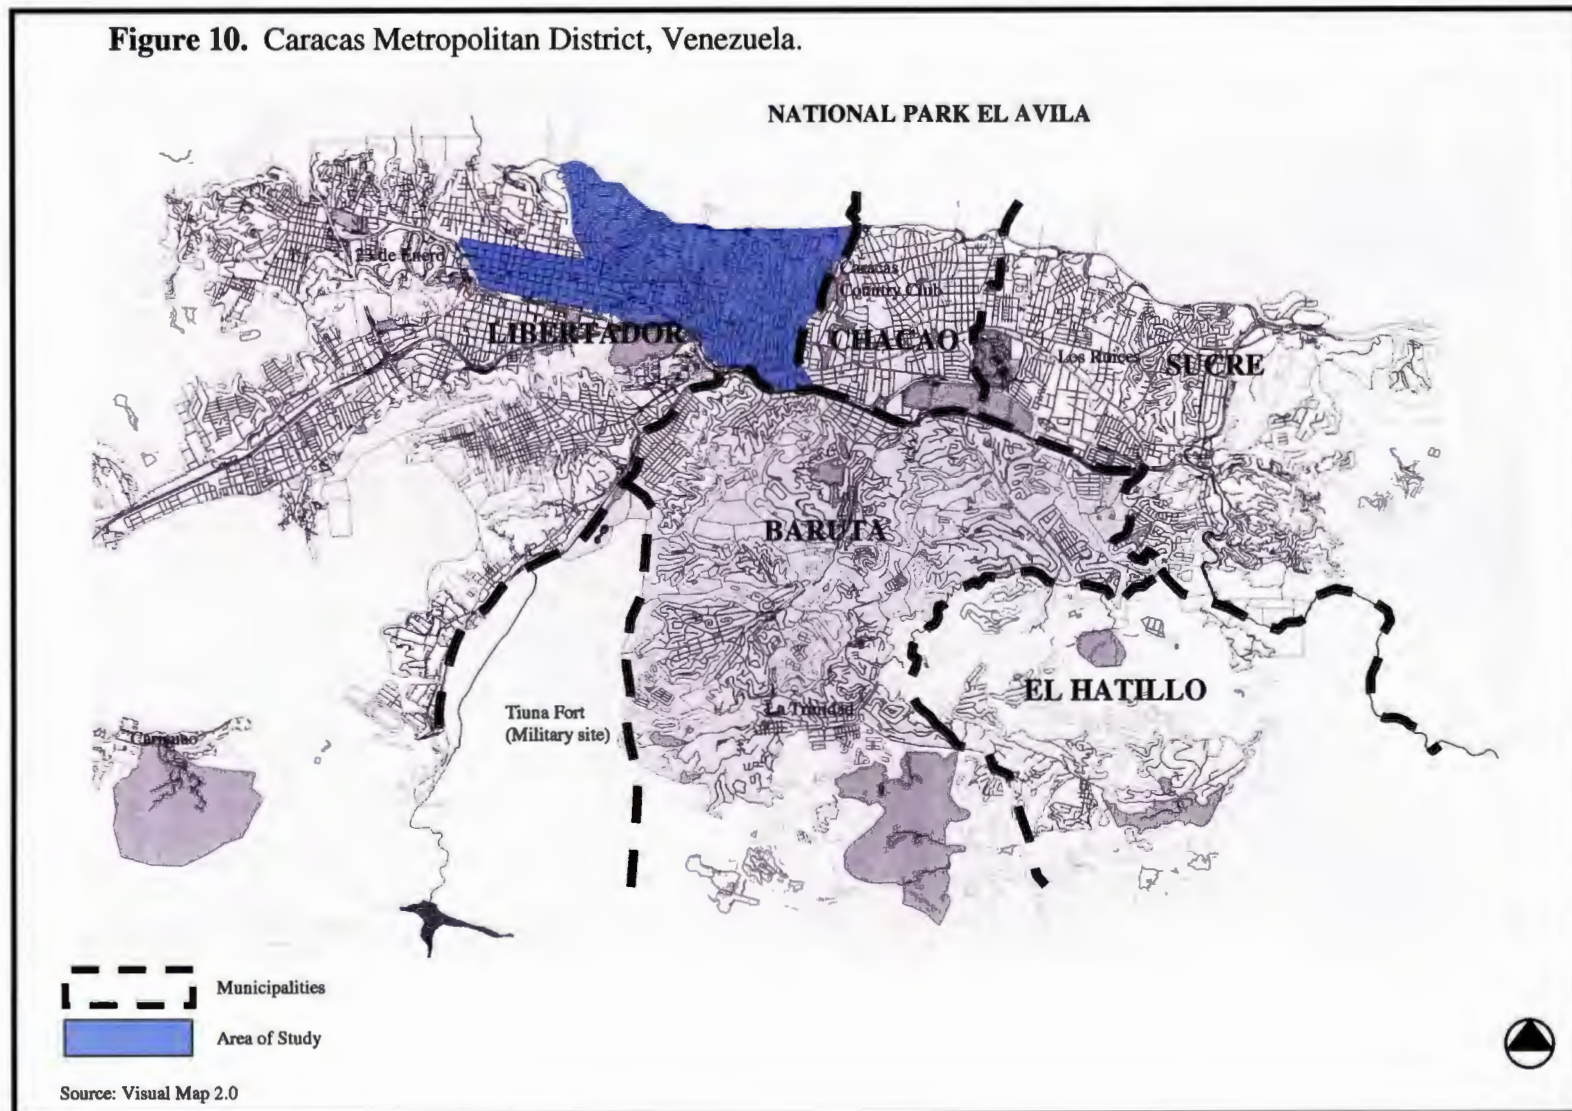 Figure 10. Caracas Metropolitan District, Venezuela.
NATIONAL PARK EL AVILA
23 de Enero
Caracas
Country Club
LIBERTADOR
CHACAO
Los Ruices
SUCRE
BARUTA
EL HATILLO
La Trinidad
Tiuna Fort
(Military site)
Caricuao
Municipalities
Area of Study
Source: Visual Map 2.0